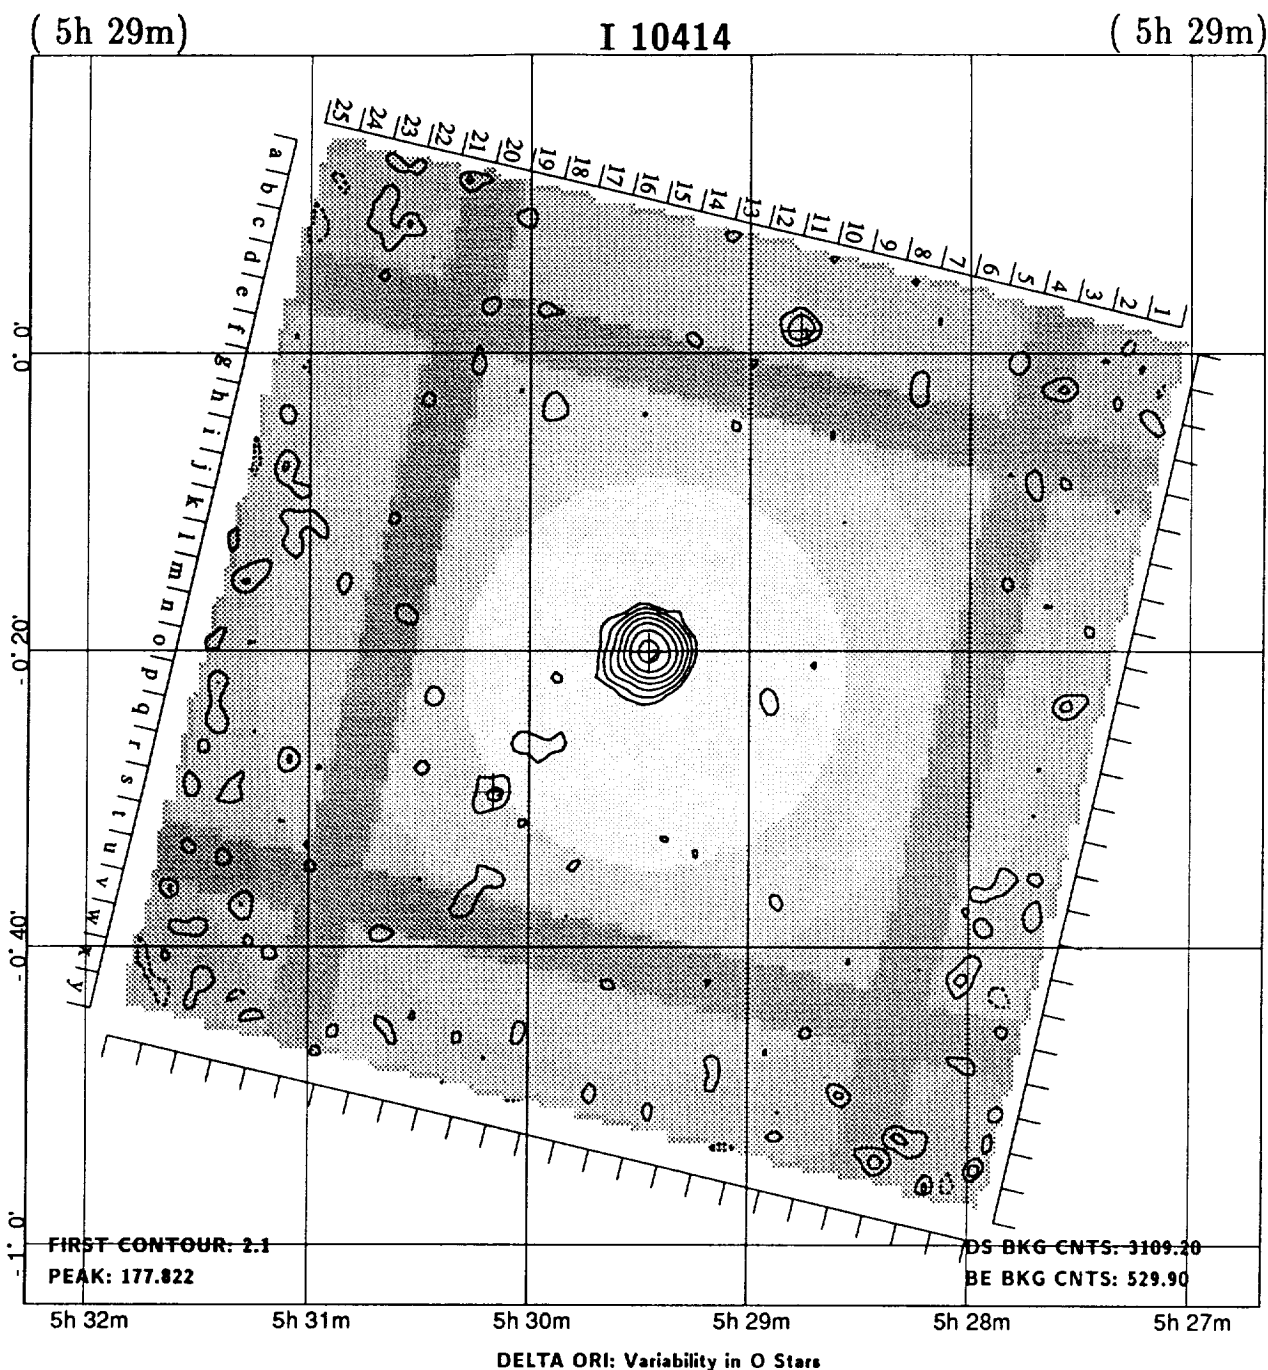 ( 5h 29m) I 10414 ( 5h 29m)
25 24 23 22 21 20 19 18 17 16 15 14 13 12 11 10 9 8 7 6 5 4 3 2 1
a b c d e f g h i j k l m n o p q r s t u v w x y
0° 0'
-0° 20'
-0° 40'
-1° 0'
FIRST CONTOUR: 2.1
PEAK: 177.822
DS BKG CNTS: 3109.20
BE BKG CNTS: 529.90
5h 32m 5h 31m 5h 30m 5h 29m 5h 28m 5h 27m
DELTA ORI: Variability in O Stars